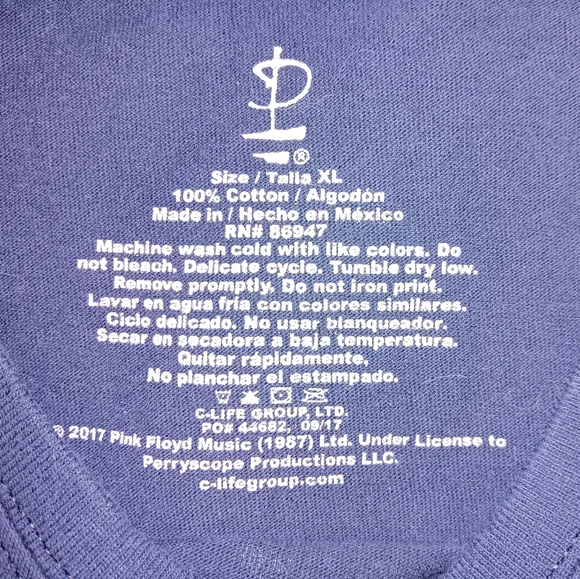 ®
Size / Talla XL
100% Cotton / Algodón
Made in / Hecho en México
RN# 86947
Machine wash cold with like colors. Do
not bleach. Delicate cycle. Tumble dry low.
Remove promptly. Do not iron print.
Lavar en agua fria con colores similares.
Ciclo delicado. No usar blanqueador.
Secar en secadora a baja temperatura.
Quitar rápidamente.
No planchar el estampado.
C-LIFE GROUP, LTD.
PO# 44682, 09/17
© 2017 Pink Floyd Music (1987) Ltd. Under License to
Perryscope Productions LLC.
c-lifegroup.com